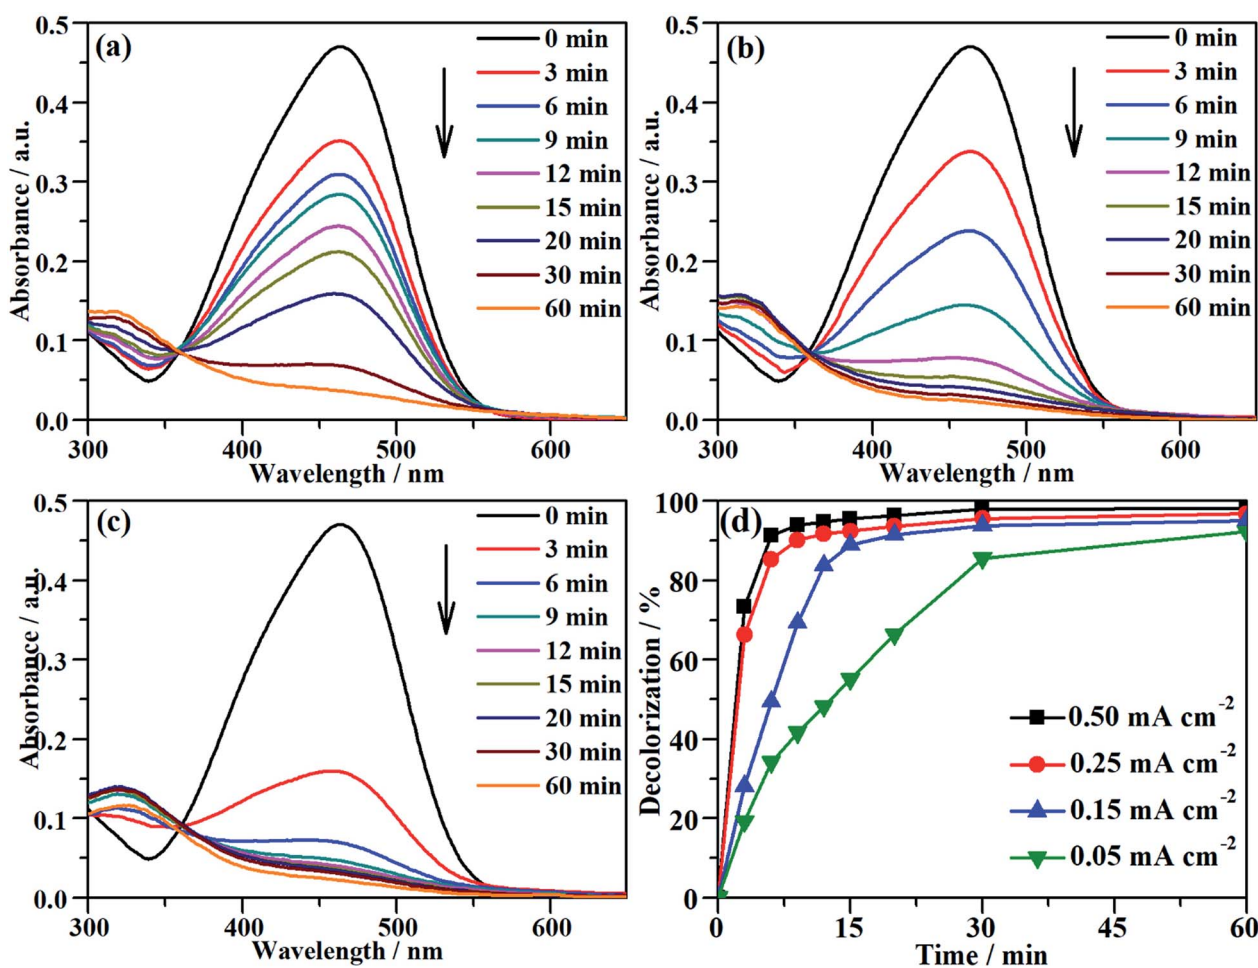 (a)
0.5
0.4
0.3
0.2
0.1
0.0
Absorbance / a.u.
300
400
500
600
Wavelength / nm
0 min
3 min
6 min
9 min
12 min
15 min
20 min
30 min
60 min
(b)
0.5
0.4
0.3
0.2
0.1
0.0
Absorbance / a.u.
300
400
500
600
Wavelength / nm
0 min
3 min
6 min
9 min
12 min
15 min
20 min
30 min
60 min
(c)
0.5
0.4
0.3
0.2
0.1
0.0
Absorbance / a.u.
300
400
500
600
Wavelength / nm
0 min
3 min
6 min
9 min
12 min
15 min
20 min
30 min
60 min
(d)
100
80
60
40
20
0
Decolorization / %
0
15
30
45
60
Time / min
0.50 mA cm⁻²
0.25 mA cm⁻²
0.15 mA cm⁻²
0.05 mA cm⁻²